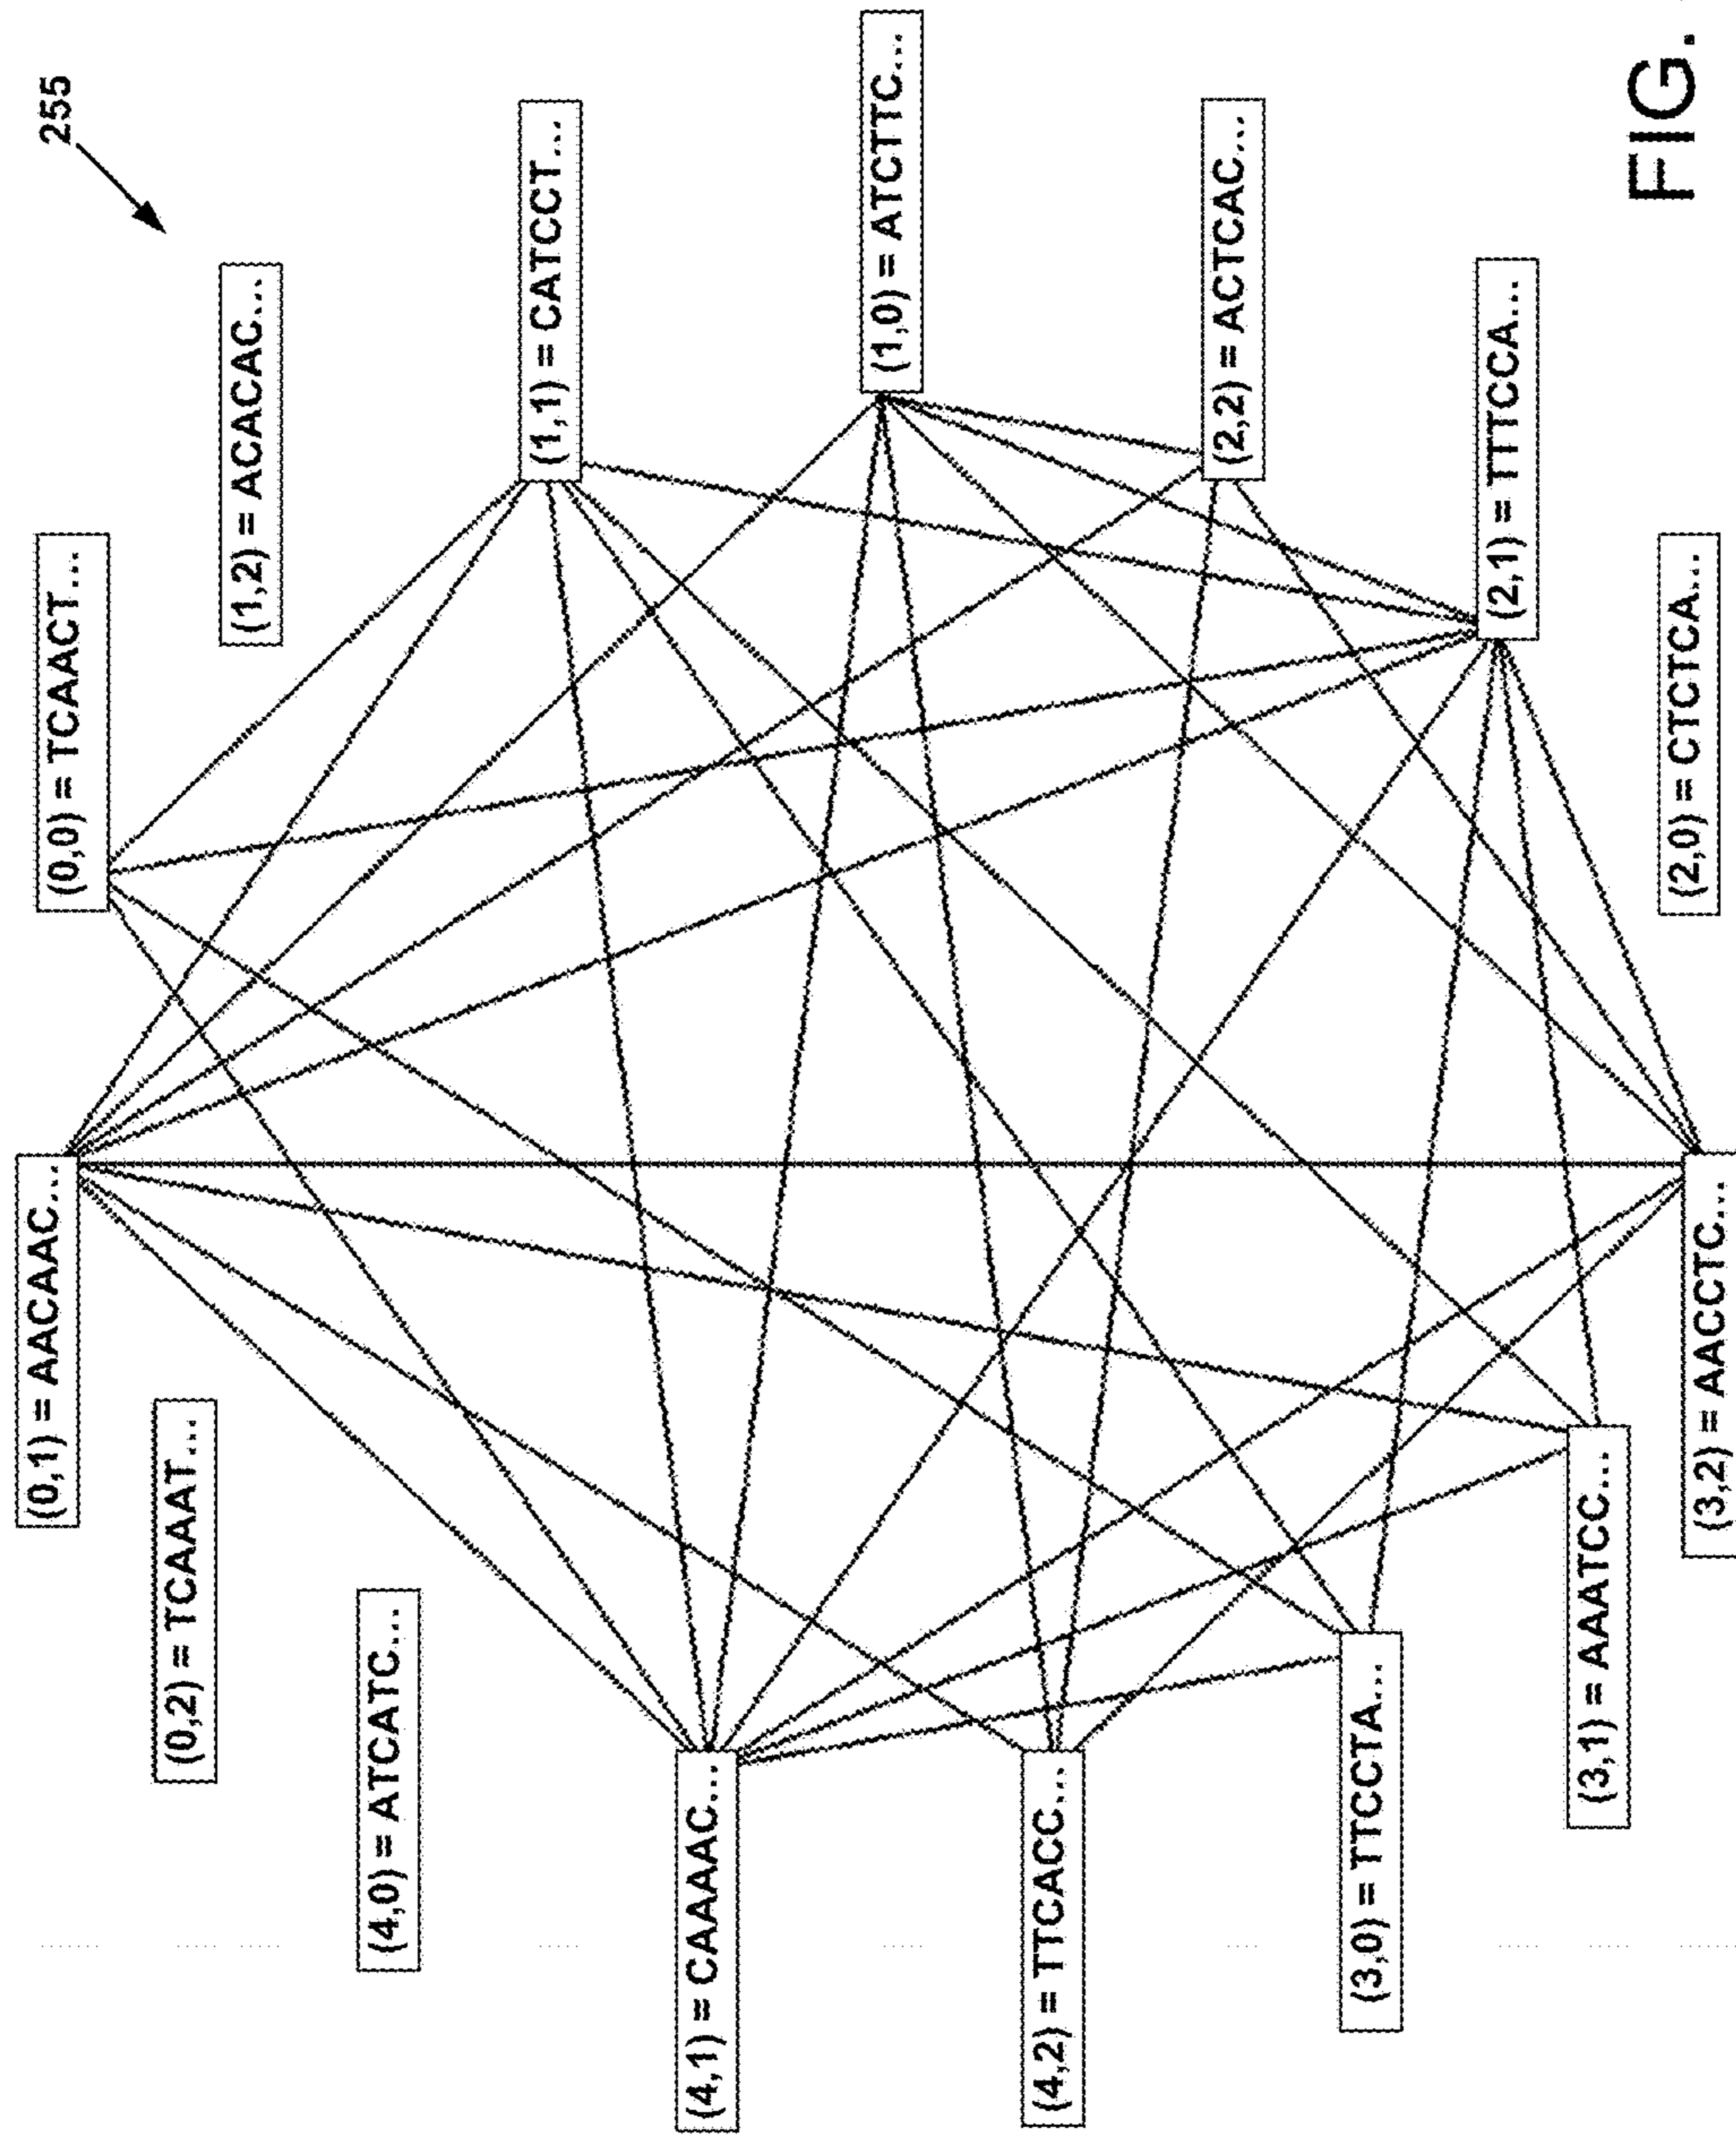 (0,1) = AACAAC...
(0,0) = TCAACT...
255
(0,2) = TCAAAT...
(1,2) = ACACAC...
(4,0) = ATCATC...
(1,1) = CATCCT...
(4,1) = CAAAAC...
(1,0) = ATCTTC...
(4,2) = TTCACC...
(2,2) = ACTCAC...
(3,0) = TTCCTA...
(2,1) = TTTCCA...
(3,1) = AAATCC...
(2,0) = CTCTCA...
(3,2) = AACCTC...
FIG.